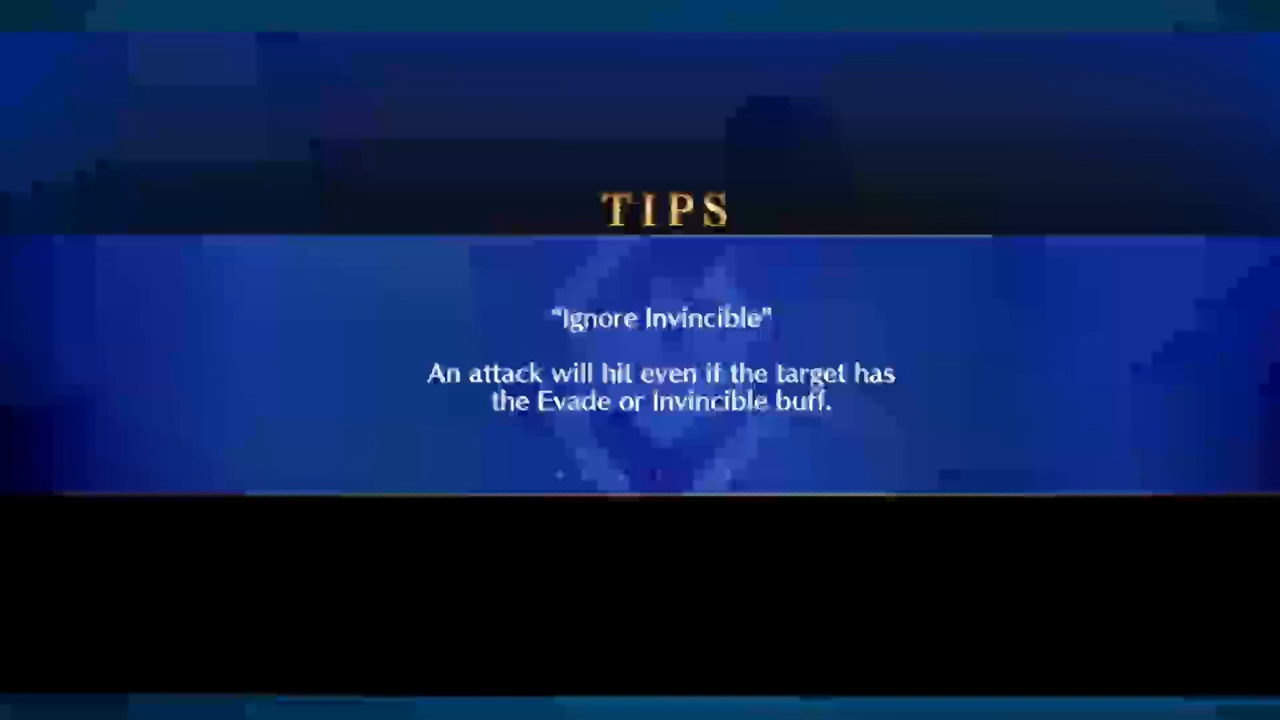 TIPS
"Ignore Invincible"
An attack will hit even if the target has
the Evade or Invincible buff.